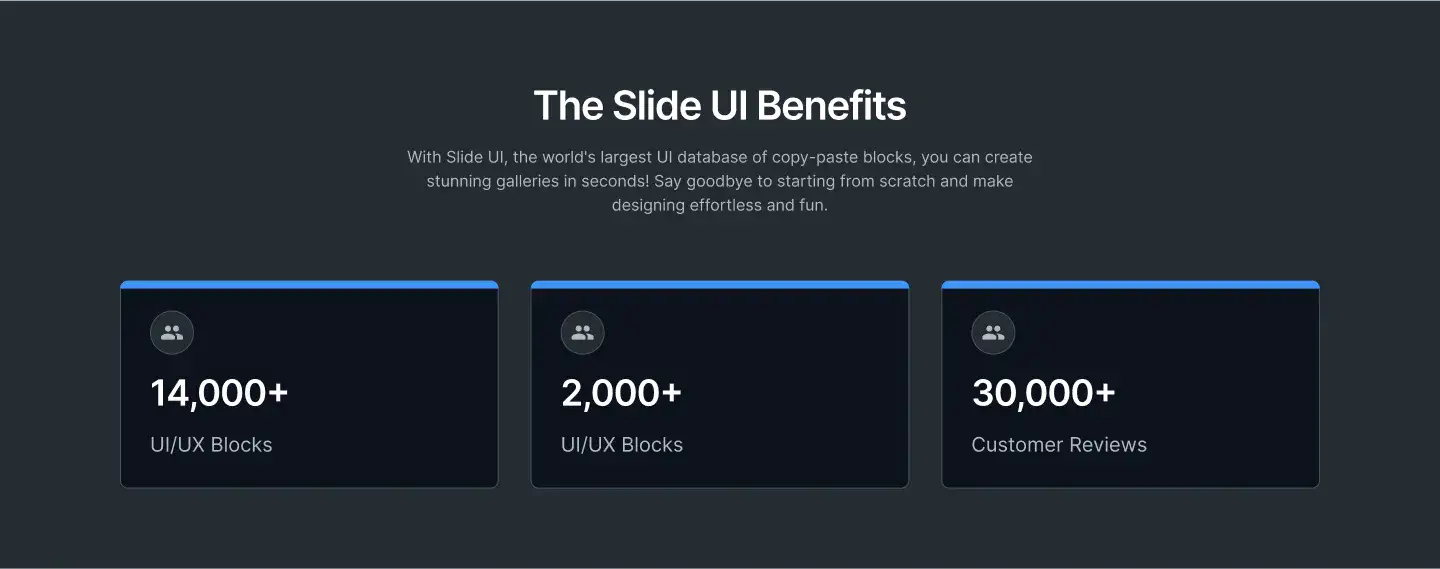 The Slide UI Benefits
With Slide UI, the world's largest UI database of copy-paste blocks, you can create
stunning galleries in seconds! Say goodbye to starting from scratch and make
designing effortless and fun.
14,000+
UI/UX Blocks
2,000+
UI/UX Blocks
30,000+
Customer Reviews